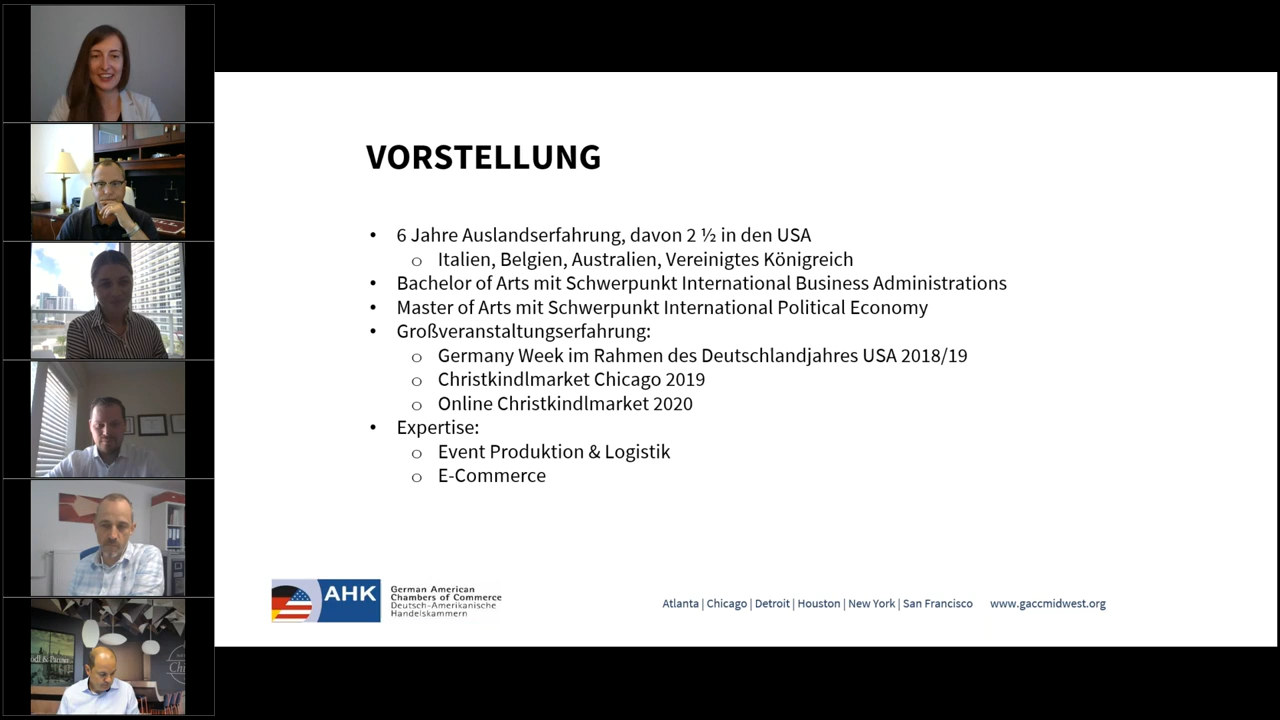 VORSTELLUNG
• 6 Jahre Auslandserfahrung, davon 2 ½ in den USA
o Italien, Belgien, Australien, Vereinigtes Königreich
• Bachelor of Arts mit Schwerpunkt International Business Administrations
• Master of Arts mit Schwerpunkt International Political Economy
• Großveranstaltungserfahrung:
o Germany Week im Rahmen des Deutschlandjahres USA 2018/19
o Christkindlmarket Chicago 2019
o Online Christkindlmarket 2020
• Expertise:
o Event Produktion & Logistik
o E-Commerce
AHK
German American
Chambers of Commerce
Deutsch-Amerikanische
Handelskammern
Atlanta | Chicago | Detroit | Houston | New York | San Francisco www.gaccmidwest.org
& Partner